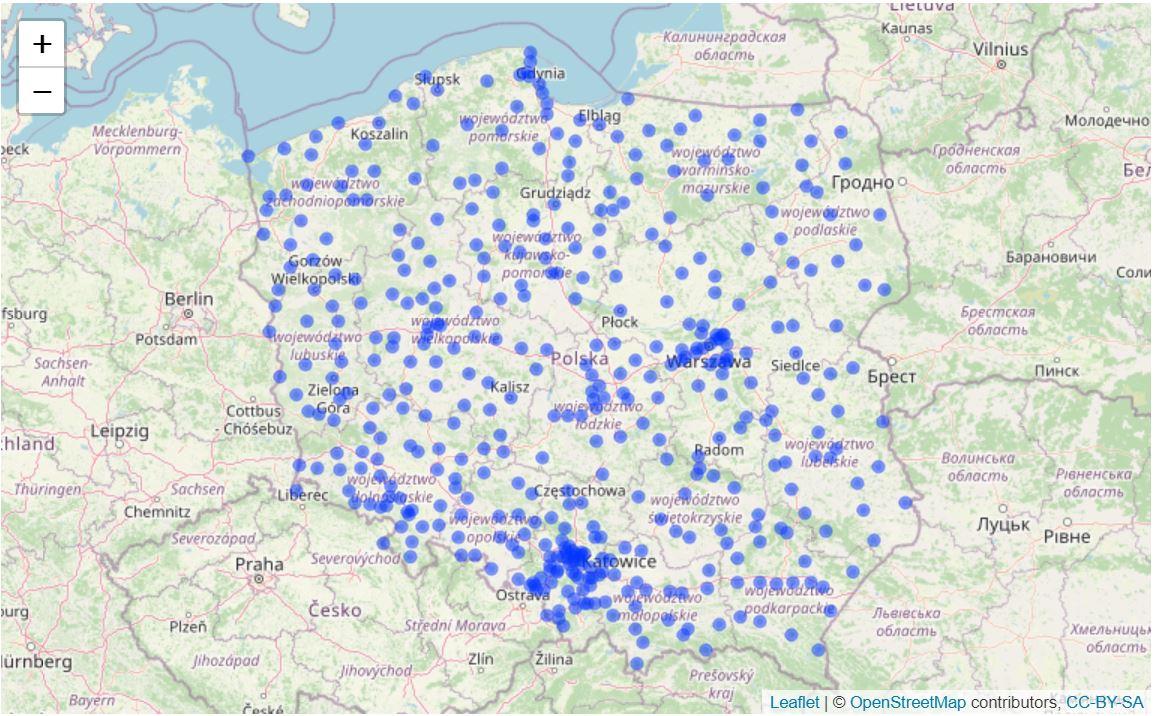 +
−
Lietuva
Kaunas
Vilnius
Калининградская
область
Słupsk
Gdynia
Elbląg
Koszalin
województwo
pomorskie
Mecklenburg-
Vorpommern
Молодечно
Гродненская
область
województwo
warmińsko-
mazurskie
województwo
zachodniopomorskie
Grudziądz
Гродно
województwo
podlaskie
województwo
kujawsko-
pomorskie
Барановичи
Gorzów
Wielkopolski
Berlin
Potsdam
Płock
województwo
wielkopolskie
Брестская
область
województwo
lubuskie
Polska
Warszawa
Siedlce
Брест
Пинск
Sachsen-
Anhalt
Zielona
Góra
Kalisz
Cottbus
- Chóśebuz
województwo
łódzkie
Leipzig
Radom
województwo
lubelskie
Волинська
область
Рівненська
область
Thüringen
Sachsen
Chemnitz
Liberec
województwo
dolnośląskie
Częstochowa
województwo
świętokrzyskie
województwo
opolskie
Луцьк
Рівне
Severozápad
Severovýchod
Praha
Katowice
Ostrava
województwo
małopolskie
województwo
podkarpackie
Львівська
область
Česko
Plzeň
Střední Morava
Jihozápad
Jihovýchod
Zlín
Žilina
Prešovský
kraj
Bayern
České
Leaflet | © OpenStreetMap contributors, CC-BY-SA